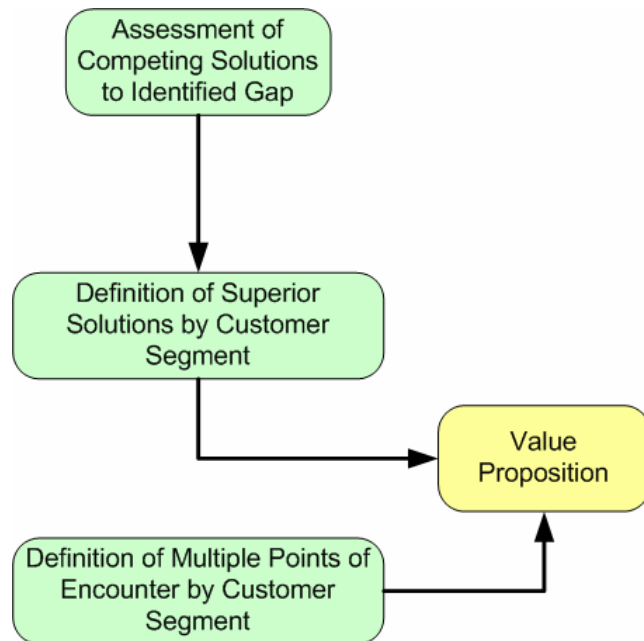 Assessment of
Competing Solutions
to Identified Gap
Definition of Superior
Solutions by Customer
Segment
Value
Proposition
Definition of Multiple Points of
Encounter by Customer
Segment